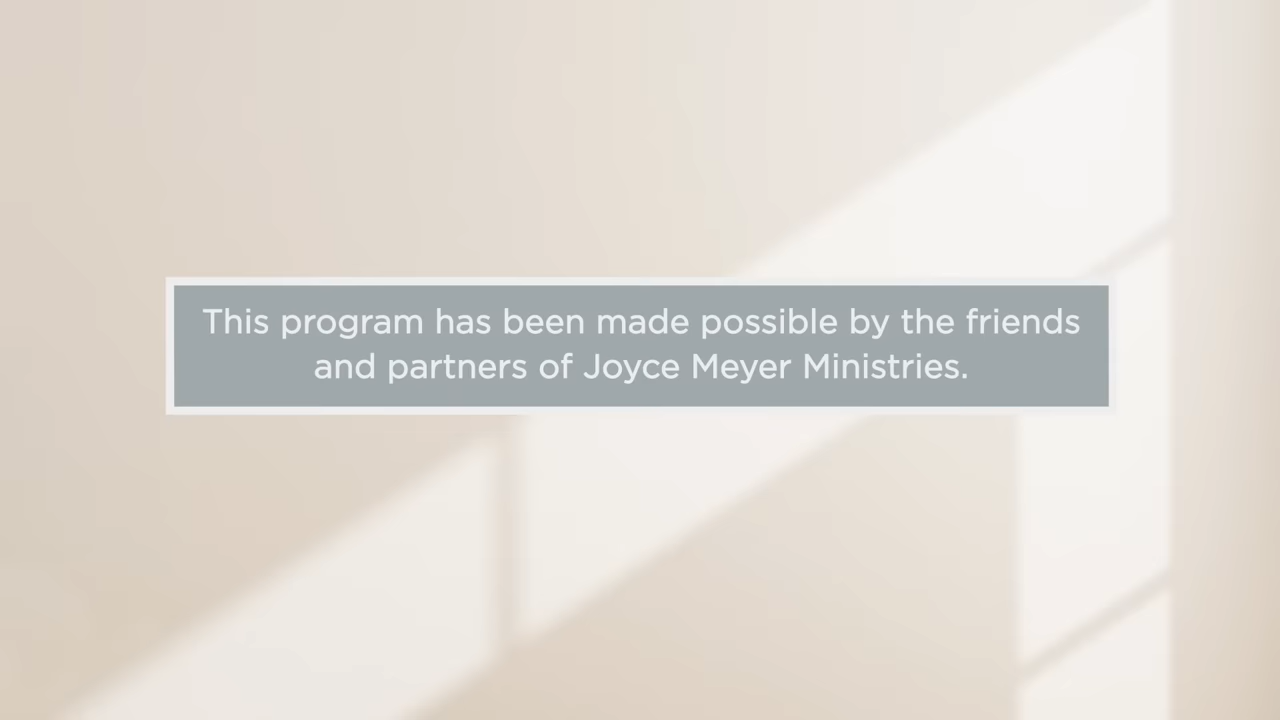 This program has been made possible by the friends
and partners of Joyce Meyer Ministries.